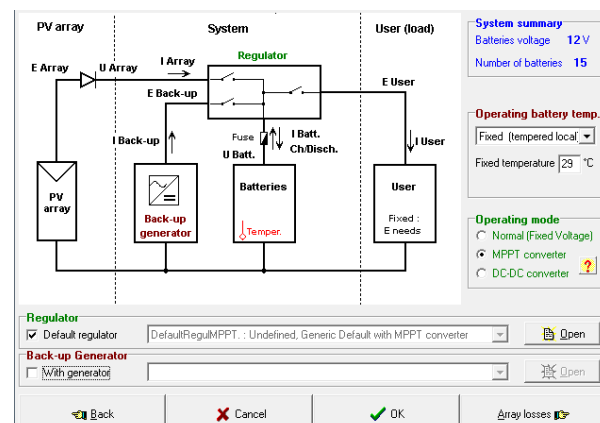 PV array
System
User (load)
Regulator
I Array
E Array
U Array
E Back-up
E User
I Back-up
Fuse
I Batt.
Ch/Disch.
U Batt.
I User
PV
array
Back-up
generator
Batteries
Temper.
User
Fixed :
E needs
System summary
Batteries voltage 12 V
Number of batteries 15
Operating battery temp.
Fixed (tempered local
Fixed temperature 29 °C
Operating mode
Normal (Fixed Voltage)
MPPT converter
DC-DC converter
?
Regulator
Default regulator DefaultRegulMPPT. : Undefined, Generic Default with MPPT converter Open
Back-up Generator
With generator Open
Back Cancel OK Array losses